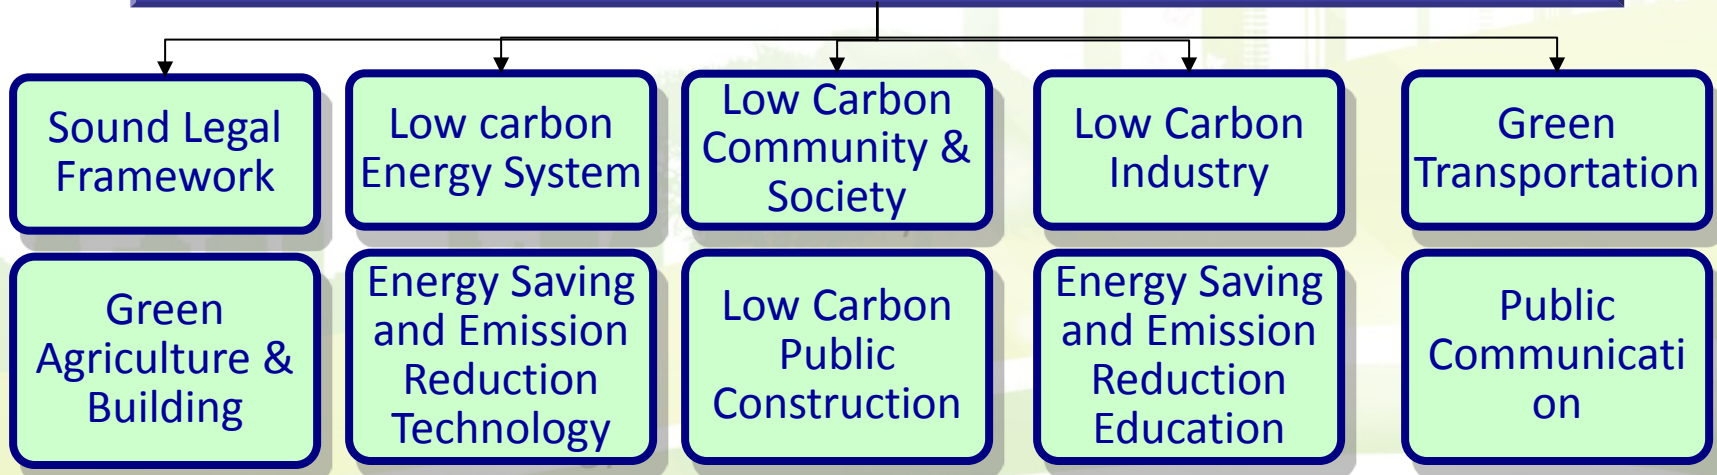 Sound Legal
Framework
Low carbon
Energy System
Low Carbon
Community &
Society
Low Carbon
Industry
Green
Transportation
Green
Agriculture &
Building
Energy Saving
and Emission
Reduction
Technology
Low Carbon
Public
Construction
Energy Saving
and Emission
Reduction
Education
Public
Communicati
on